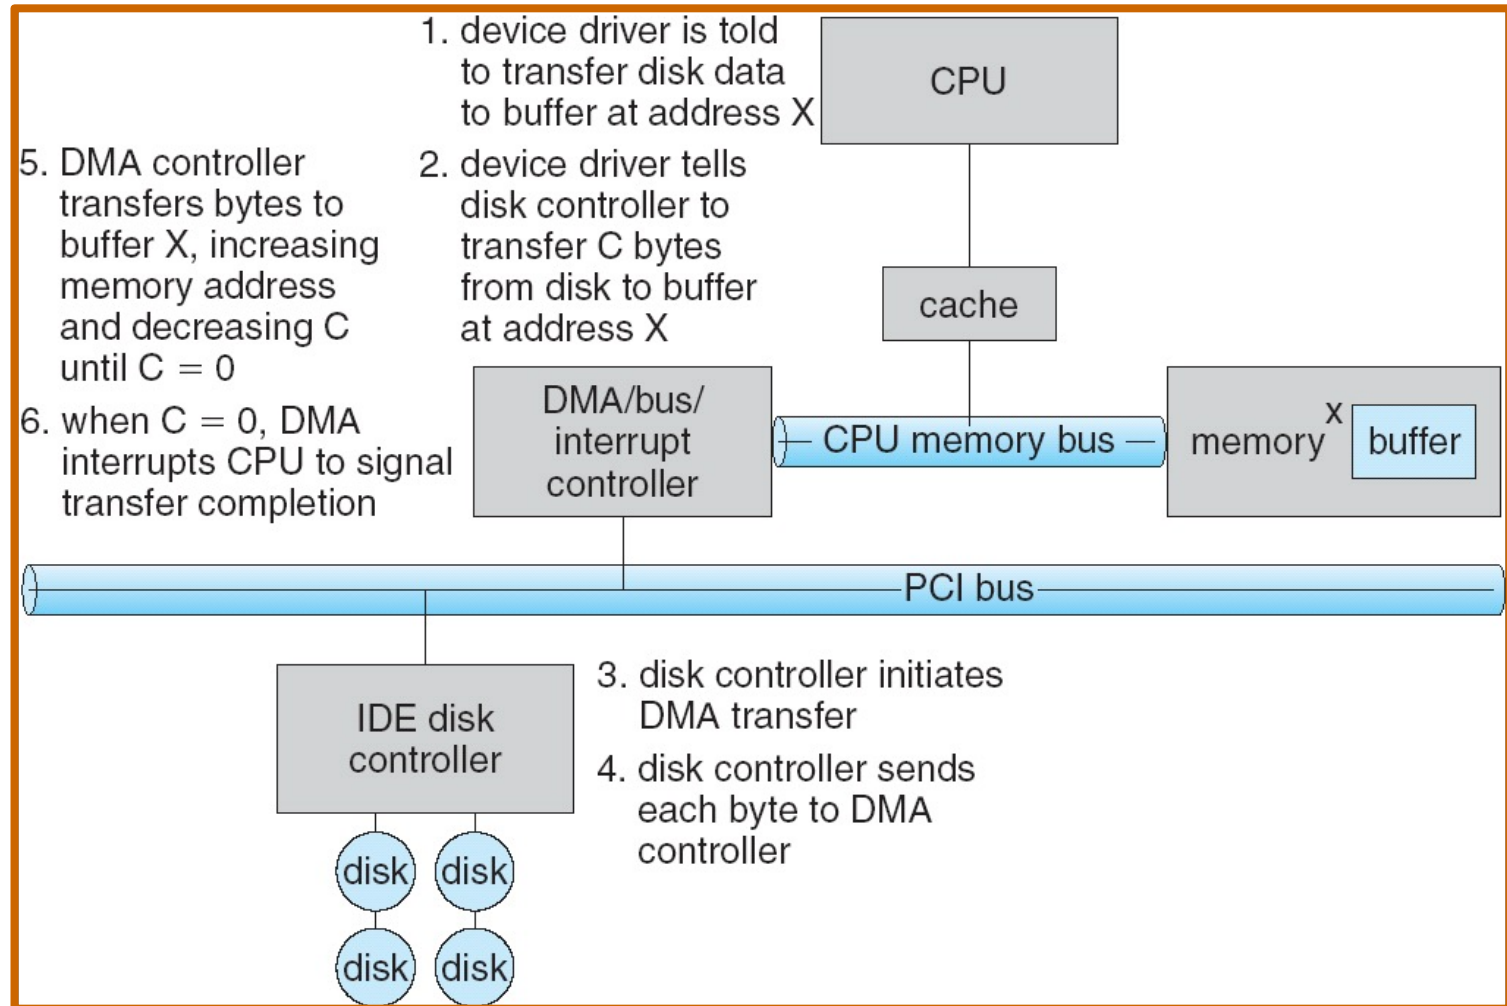 1. device driver is told
to transfer disk data
to buffer at address X
CPU
5. DMA controller
transfers bytes to
buffer X, increasing
memory address
and decreasing C
until C = 0
2. device driver tells
disk controller to
transfer C bytes
from disk to buffer
at address X
cache
DMA/bus/
interrupt
controller
CPU memory bus
memory
X
buffer
6. when C = 0, DMA
interrupts CPU to signal
transfer completion
PCI bus
IDE disk
controller
3. disk controller initiates
DMA transfer
4. disk controller sends
each byte to DMA
controller
disk
disk
disk
disk